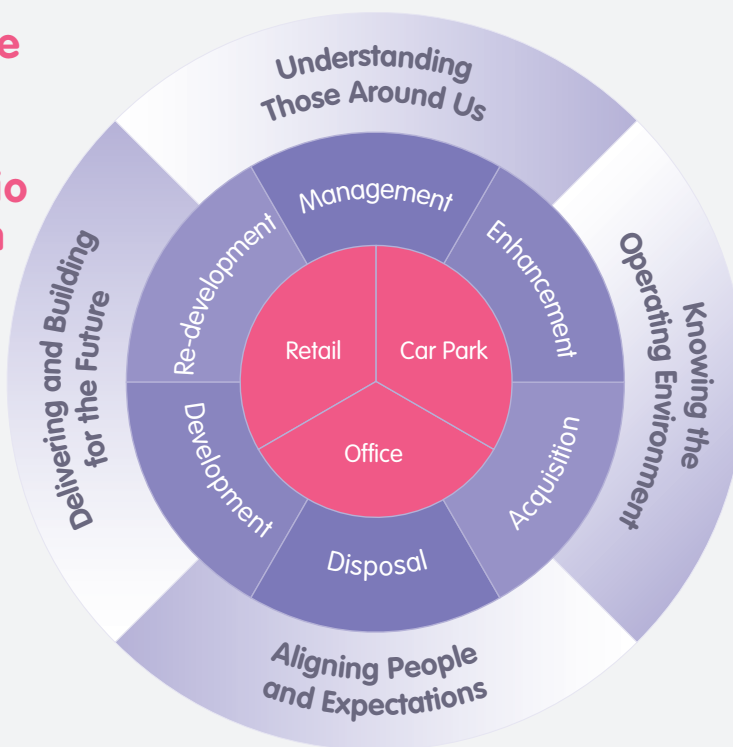 Understanding
Those Around Us
Knowing the
Operating Environment
Aligning People
and Expectations
Delivering and Building
for the Future
Management
Enhancement
Acquisition
Disposal
Development
Re-development
Retail
Car Park
Office